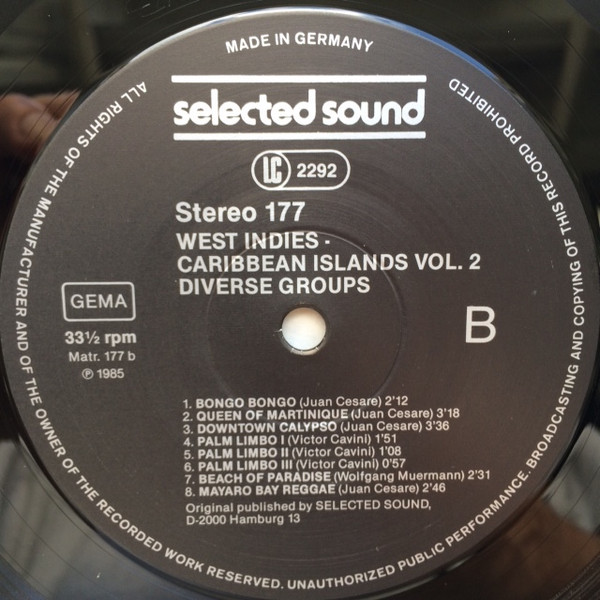 MADE IN GERMANY
selected sound
LC 2292
Stereo 177
WEST INDIES -
CARIBBEAN ISLANDS VOL. 2
DIVERSE GROUPS
GEMA
33½ rpm
Matr. 177 b
℗ 1985
B
1. BONGO BONGO (Juan Cesare) 2'12
2. QUEEN OF MARTINIQUE (Juan Cesare) 3'18
3. DOWNTOWN CALYPSO (Juan Cesare) 3'36
4. PALM LIMBO I (Victor Cavini) 1'51
5. PALM LIMBO II (Victor Cavini) 1'08
6. PALM LIMBO III (Victor Cavini) 0'57
7. BEACH OF PARADISE (Wolfgang Muermann) 2'31
8. MAYARO BAY REGGAE (Juan Cesare) 2'46
Original published by SELECTED SOUND,
D-2000 Hamburg 13
ALL RIGHTS OF THE MANUFACTURER AND OF THE OWNER OF THE RECORDED WORK RESERVED. UNAUTHORIZED PUBLIC PERFORMANCE. BROADCASTING AND COPYING OF THIS RECORD PROHIBITED